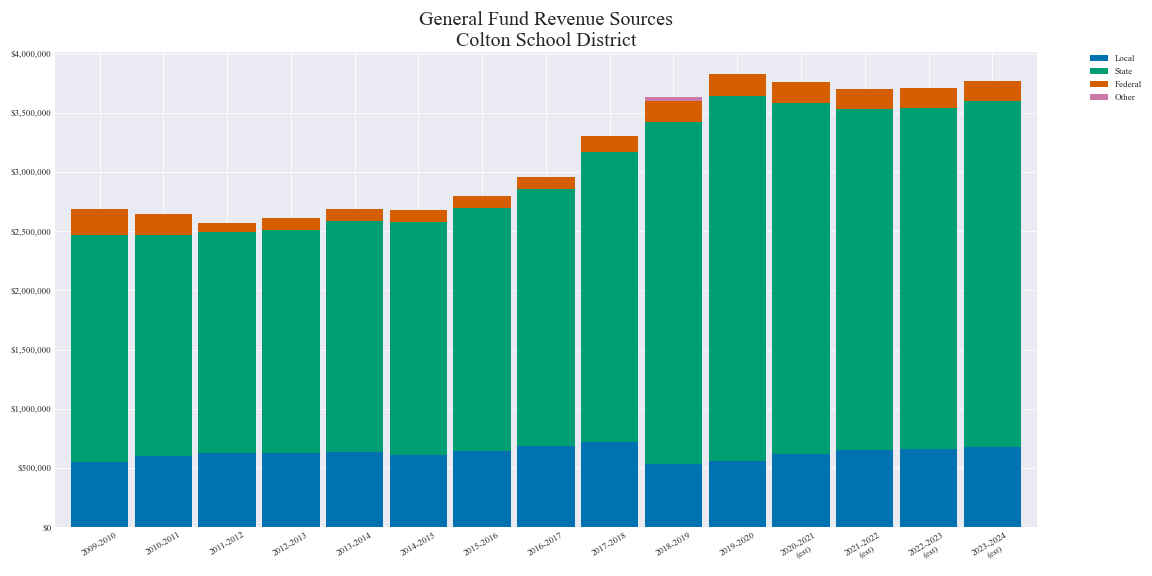 General Fund Revenue Sources
Colton School District
$4,000,000
$3,500,000
$3,000,000
$2,500,000
$2,000,000
$1,500,000
$1,000,000
$500,000
$0
2009-2010
2010-2011
2011-2012
2012-2013
2013-2014
2014-2015
2015-2016
2016-2017
2017-2018
2018-2019
2019-2020
2020-2021
(est)
2021-2022
(est)
2022-2023
(est)
2023-2024
(est)
Local
State
Federal
Other